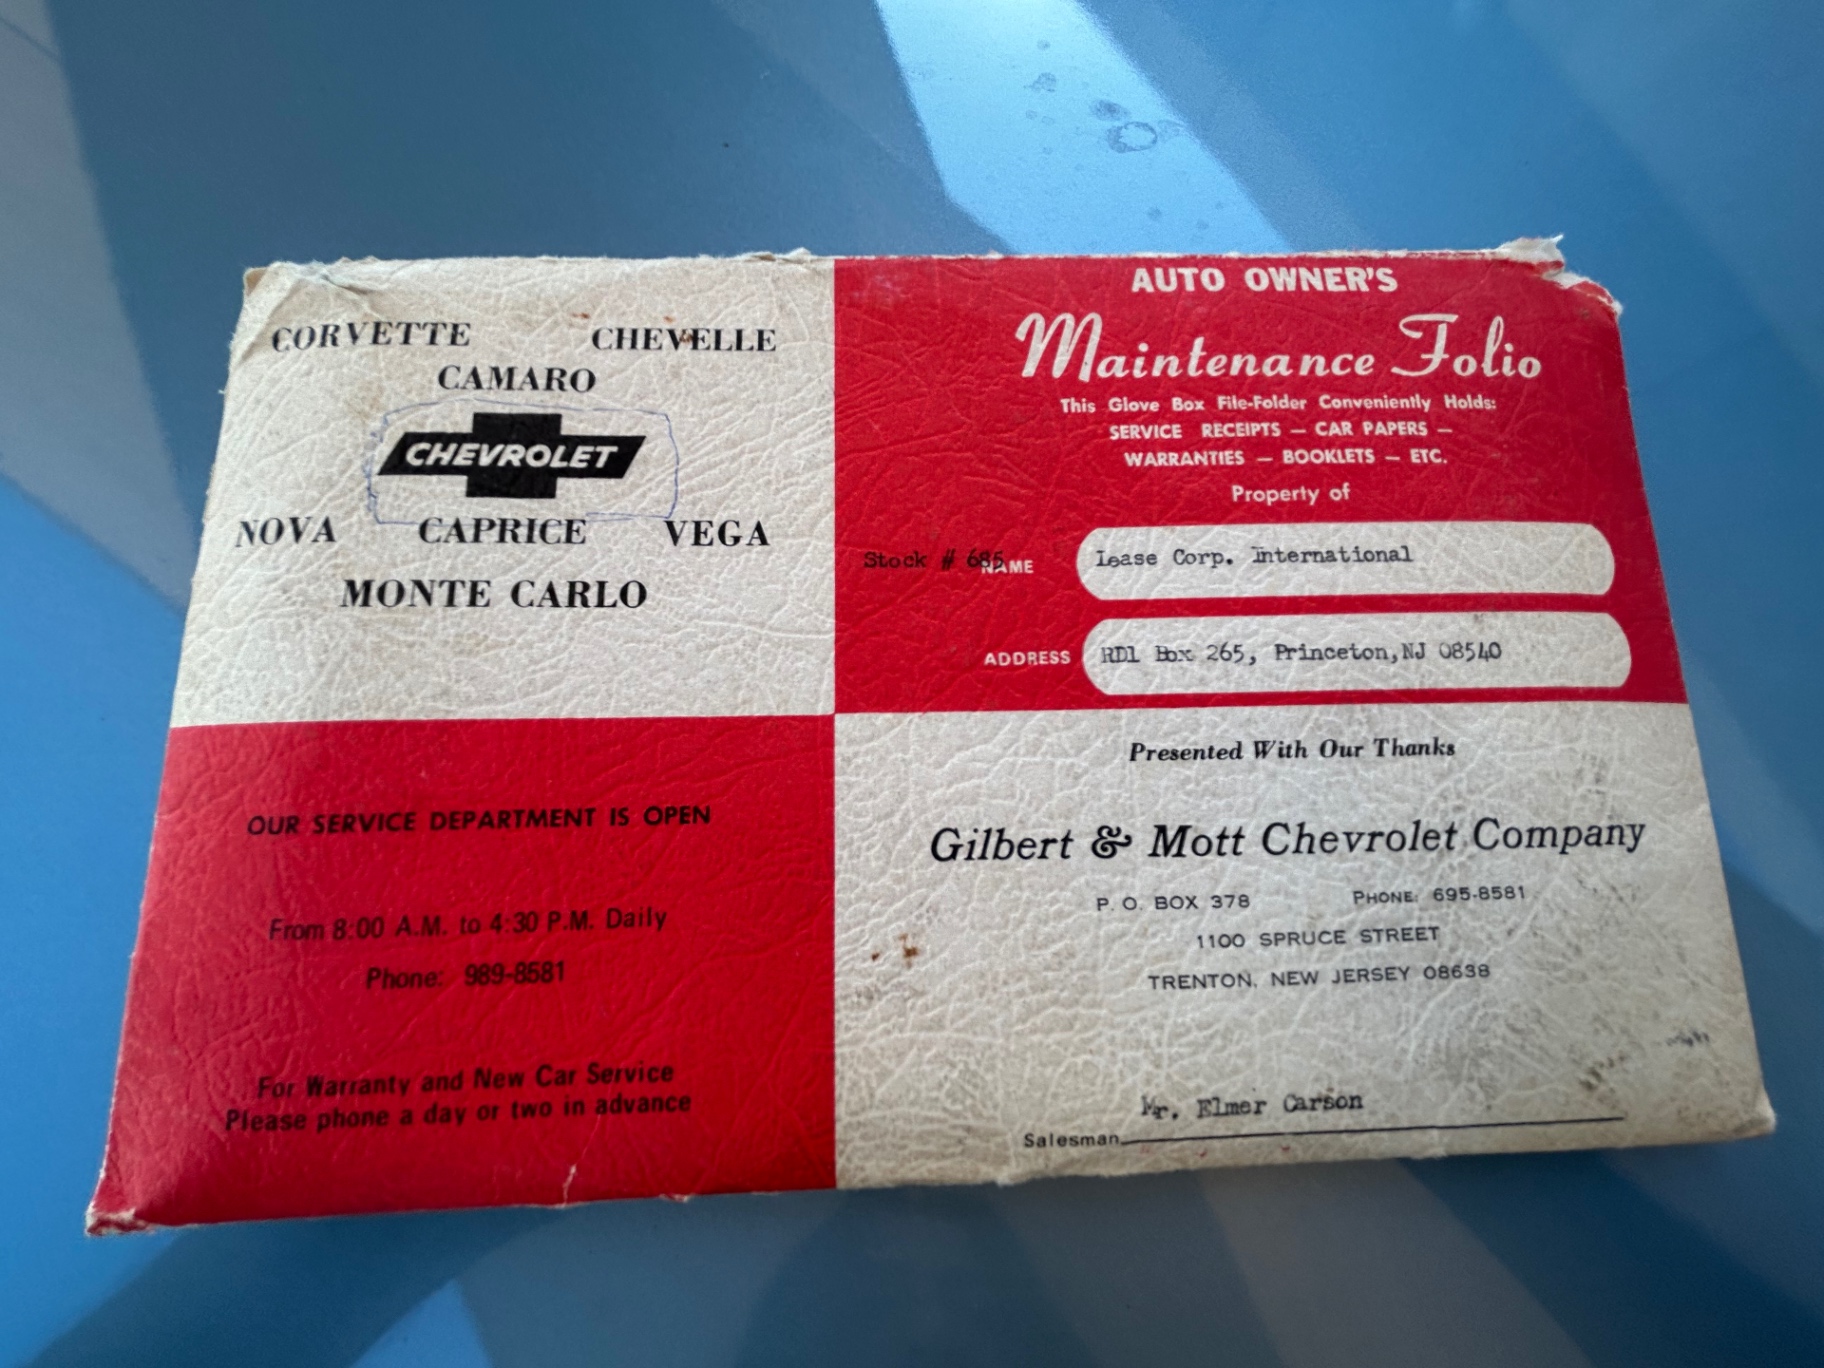 CORVETTE CHEVELLE
CAMARO
CHEVROLET
NOVA CAPRICE VEGA
MONTE CARLO
AUTO OWNER'S
Maintenance Folio
This Glove Box File-Folder Conveniently Holds:
SERVICE RECEIPTS — CAR PAPERS —
WARRANTIES — BOOKLETS — ETC.
Property of
Stock # 685
NAME Lease Corp. International
ADDRESS RD1 Box 265, Princeton,NJ 08540
OUR SERVICE DEPARTMENT IS OPEN
From 8:00 A.M. to 4:30 P.M. Daily
Phone: 989-8581
For Warranty and New Car Service
Please phone a day or two in advance
Presented With Our Thanks
Gilbert & Mott Chevrolet Company
P. O. BOX 378 PHONE: 695-8581
1100 SPRUCE STREET
TRENTON, NEW JERSEY 08638
Mr. Elmer Carson
Salesman